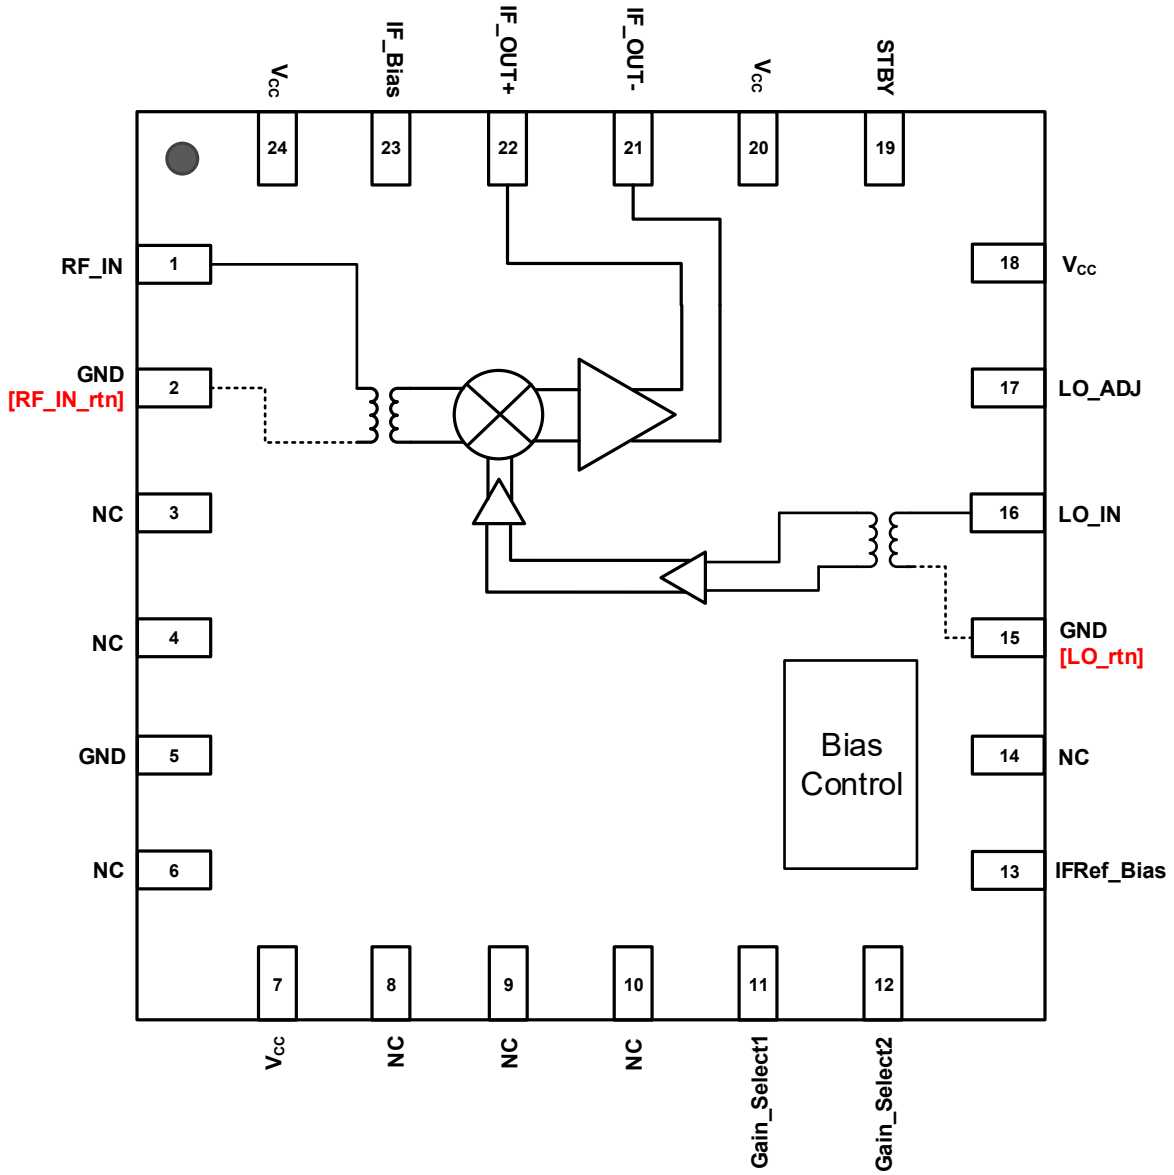 VCC
IF_Bias
IF_OUT+
IF_OUT-
VCC
STBY
24
23
22
21
20
19
RF_IN
1
18
VCC
GND
[RF_IN_rtn]
2
17
LO_ADJ
NC
3
16
LO_IN
NC
4
15
GND
[LO_rtn]
GND
5
Bias
Control
14
NC
NC
6
13
IFRef_Bias
7
8
9
10
11
12
VCC
NC
NC
NC
Gain_Select1
Gain_Select2